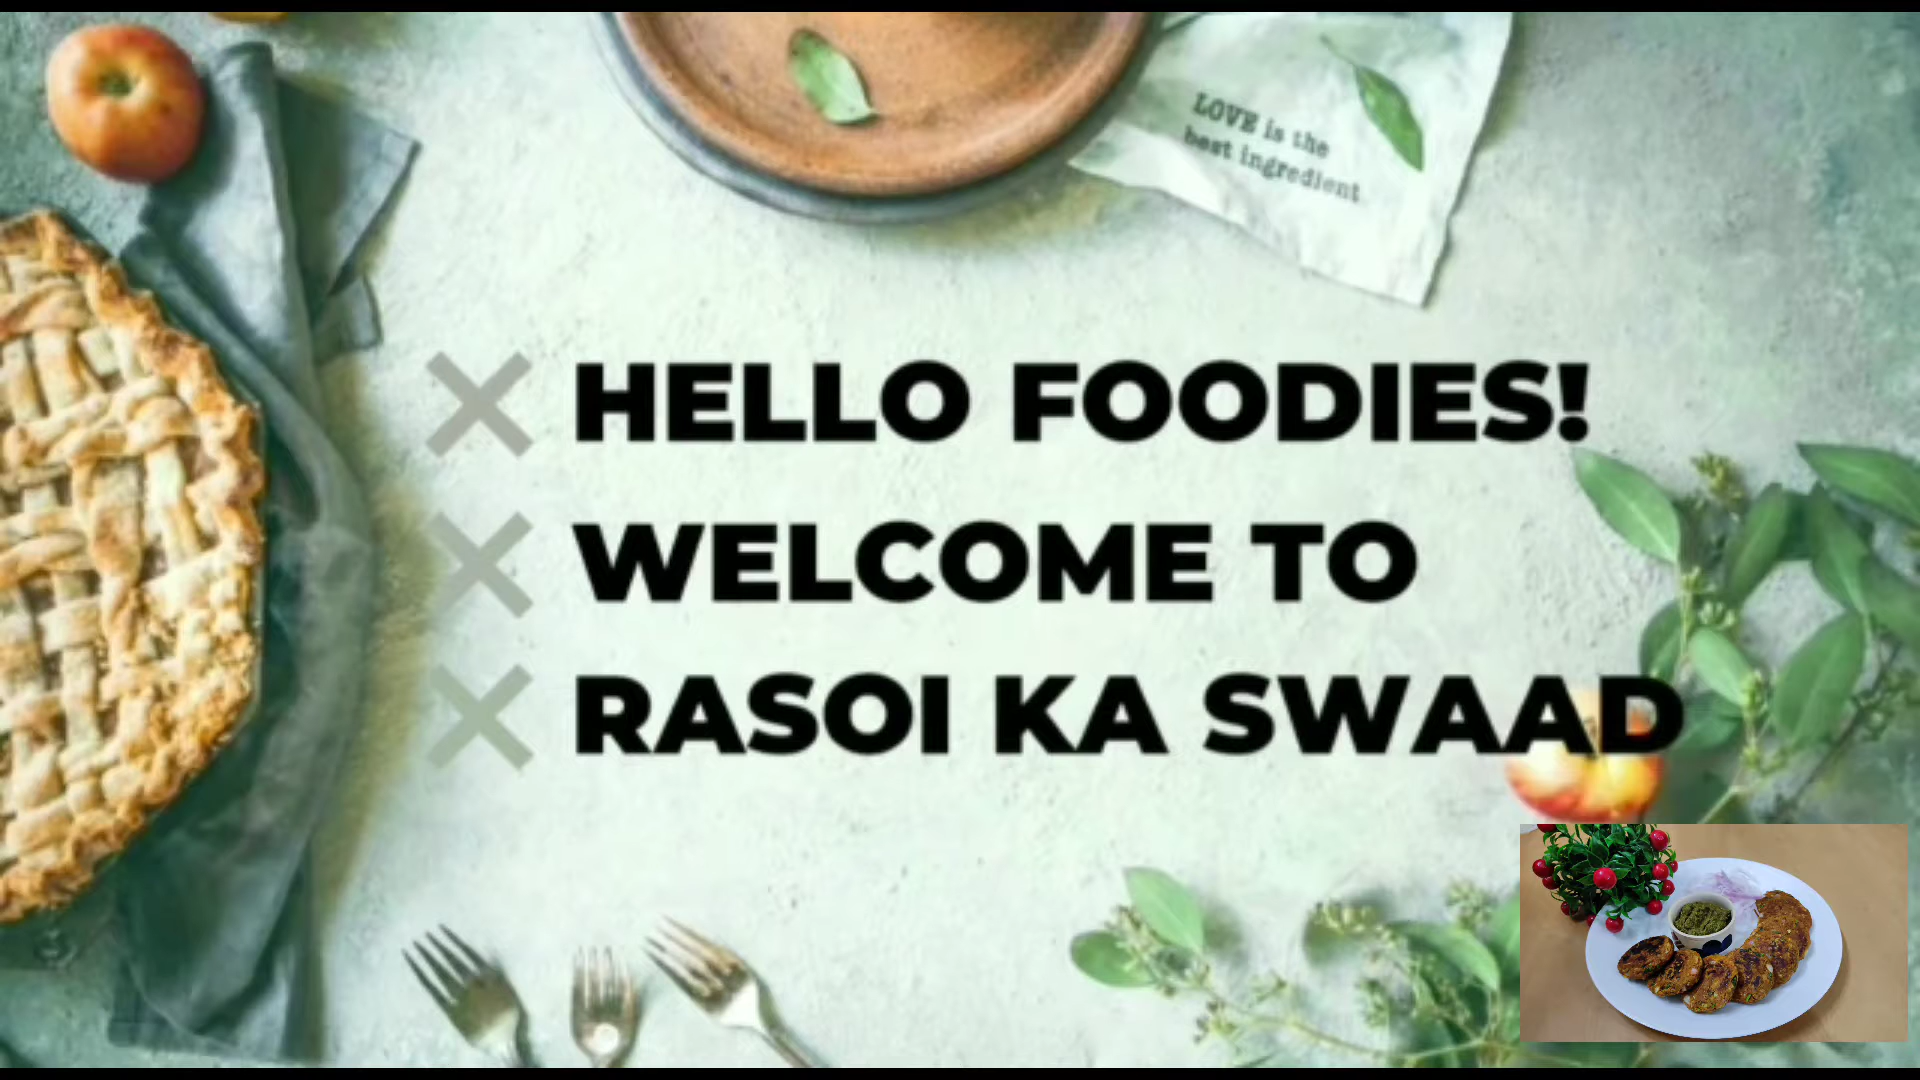 LOVE is the
best ingredient
HELLO FOODIES!
WELCOME TO
RASOI KA SWAAD